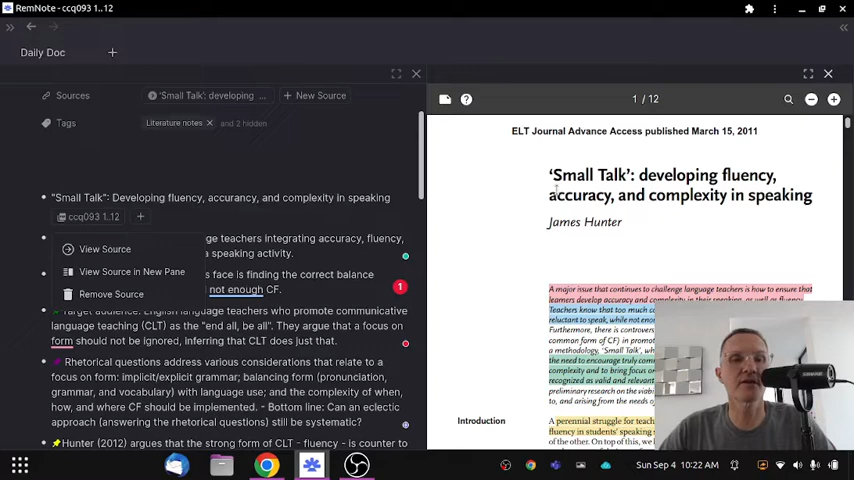 RemNote - ccq093 1..12
Daily Doc
Sources
'Small Talk': developing ...
New Source
Tags
Literature notes
and 2 hidden
"Small Talk": Developing fluency, accurancy, and complexity in speaking
ccq093 1..12
View Source
View Source in New Pane
Remove Source
ge teachers integrating accuracy, fluency,
a speaking activity.
s face is finding the correct balance
not enough CF.
1
Target audience: English language teachers who promote communicative
language teaching (CLT) as the "end all, be all". They argue that a focus on
form should not be ignored, inferring that CLT does just that.
Rhetorical questions address various considerations that relate to a
focus on form: implicit/explicit grammar; balancing form (pronunciation,
grammar, and vocabulary) with language use; and the complexity of when,
how, and where CF should be implemented. - Bottom line: Can an eclectic
approach (answering the rhetorical questions) still be systematic?
Hunter (2012) argues that the strong form of CLT - fluency - is counter to
1 / 12
ELT Journal Advance Access published March 15, 2011
'Small Talk': developing fluency,
accuracy, and complexity in speaking
James Hunter
A major issue that continues to challenge language teachers is how to ensure that
learners develop accuracy and complexity in their speaking, as well as fluency.
Teachers know that too much c
reluctant to speak, while not eno
Furthermore, there is controvers
common form of CF) in promot
a methodology, 'Small Talk', wh
the need to encourage truly comm
complexity and to bring focus on
recognized as valid and relevant
preliminary research on the vali
to, and arising from the needs of
Introduction
A perennial struggle for teacher
fluency in students' speaking s
of the other. On top of this, we h
Sun Sep 4 10:22 AM